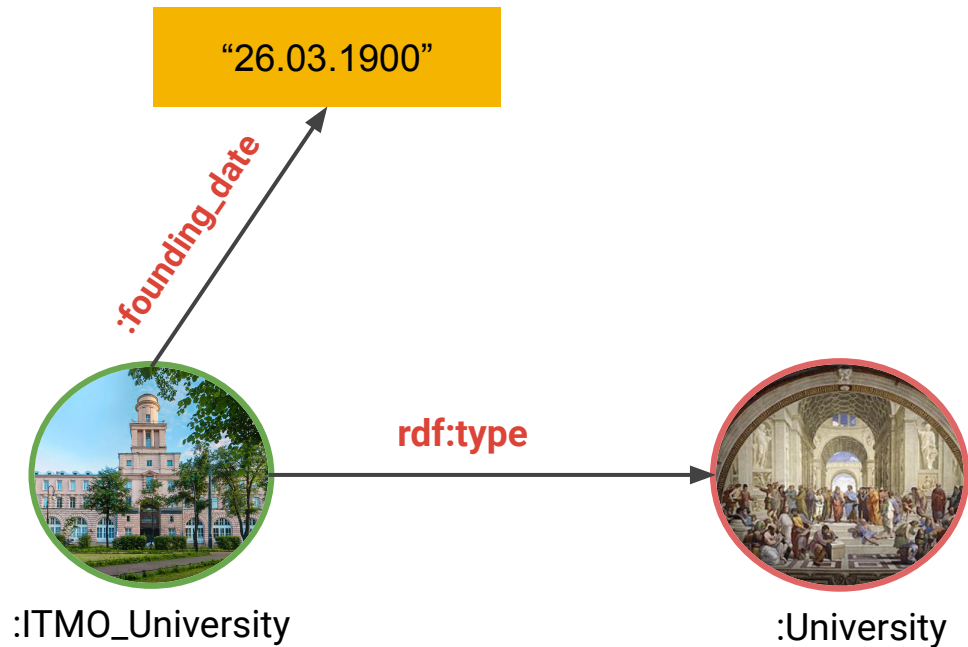 “26.03.1900”
:founding_date
rdf:type
:ITMO_University
:University